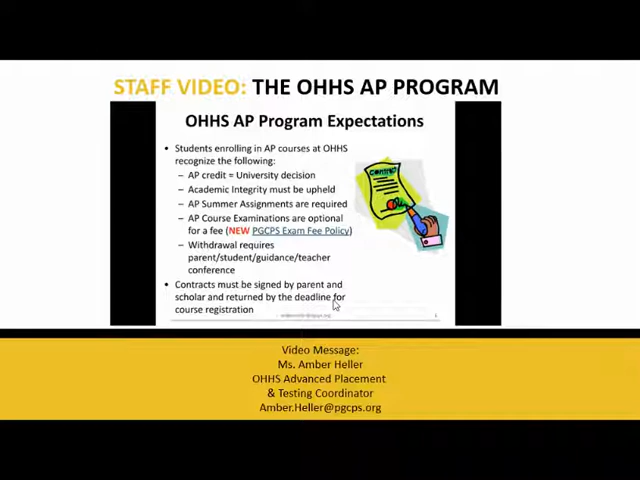 STAFF VIDEO: THE OHHS AP PROGRAM
OHHS AP Program Expectations
• Students enrolling in AP courses at OHHS
recognize the following:
– AP credit = University decision
– Academic Integrity must be upheld
– AP Summer Assignments are required
– AP Course Examinations are optional
for a fee (NEW PGCPS Exam Fee Policy)
– Withdrawal requires
parent/student/guidance/teacher
conference
• Contracts must be signed by parent and
scholar and returned by the deadline for
course registration
CONTRACT
Video Message:
Ms. Amber Heller
OHHS Advanced Placement
& Testing Coordinator
Amber.Heller@pgcps.org